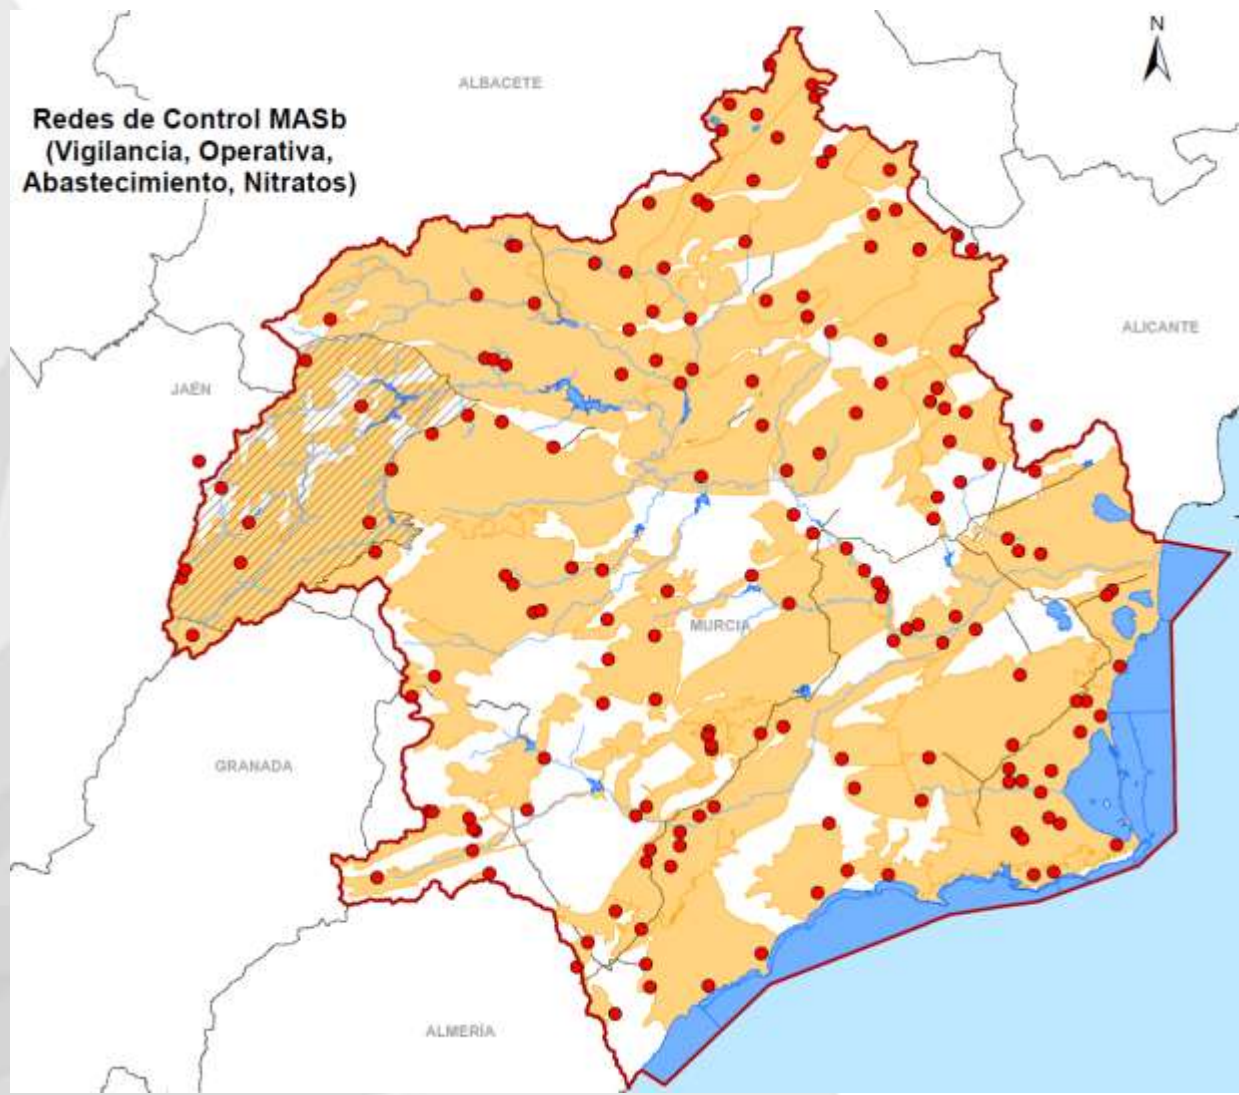 N
ALBACETE
Redes de Control MASb
(Vigilancia, Operativa,
Abastecimiento, Nitratos)
ALICANTE
JAÉN
MURCIA
GRANADA
ALMERÍA